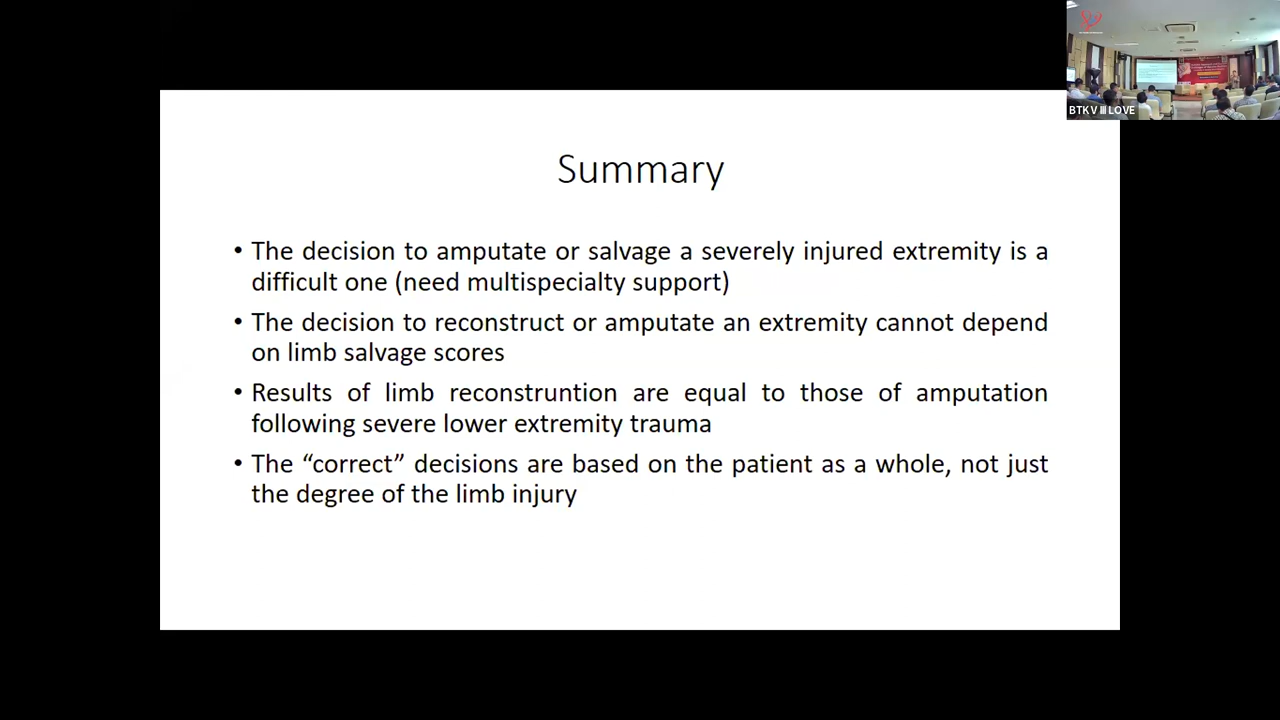 BTKV III LOVE
Summary
• The decision to amputate or salvage a severely injured extremity is a
difficult one (need multispecialty support)
• The decision to reconstruct or amputate an extremity cannot depend
on limb salvage scores
• Results of limb reconstruntion are equal to those of amputation
following severe lower extremity trauma
• The “correct” decisions are based on the patient as a whole, not just
the degree of the limb injury